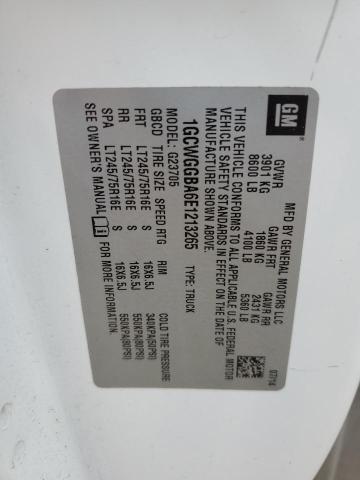 GM
MFD BY GENERAL MOTORS LLC
GVWR GAWR FRT GAWR RR
3901 KG 1860 KG 2431 KG
8600 LB 4100 LB 5360 LB
07/14
THIS VEHICLE CONFORMS TO ALL APPLICABLE U.S. FEDERAL MOTOR
VEHICLE SAFETY STANDARDS IN EFFECT ON THE DATE OF
MANUFACTURE SHOWN ABOVE.
1GCWGGBA6E1213265 TYPE: TRUCK
MODEL: G23705
GBCD TIRE SIZE SPEED RTG RIM COLD TIRE PRESSURE
FRT LT245/75R16E S 16X6.5J 340KPA(50PSI)
RR LT245/75R16E S 16X6.5J 550KPA(80PSI)
SPA LT245/75R16E S 16X6.5J 550KPA(80PSI)
SEE OWNER'S MANUAL FOR MORE INFORMATION.